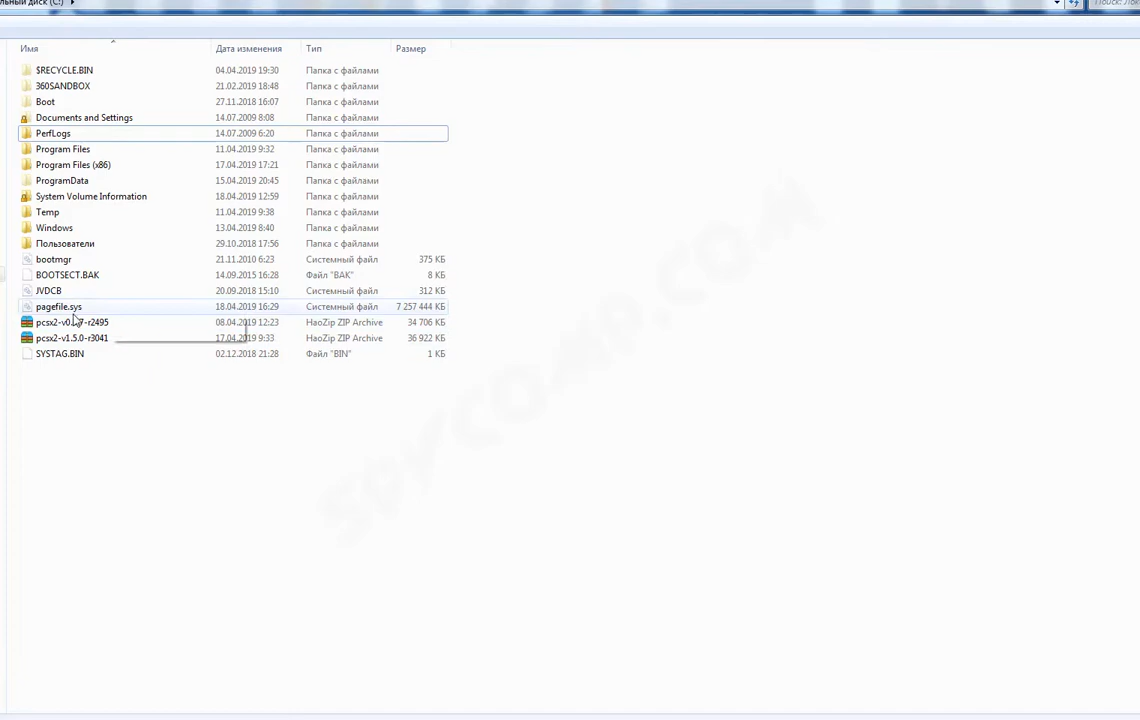 льный диск (C:) ▸ Поиск: Лок
Имя Дата изменения Тип Размер
$RECYCLE.BIN 04.04.2019 19:30 Папка с файлами
360SANDBOX 21.02.2019 18:48 Папка с файлами
Boot 27.11.2018 16:07 Папка с файлами
Documents and Settings 14.07.2009 8:08 Папка с файлами
PerfLogs 14.07.2009 6:20 Папка с файлами
Program Files 11.04.2019 9:32 Папка с файлами
Program Files (x86) 17.04.2019 17:21 Папка с файлами
ProgramData 15.04.2019 20:45 Папка с файлами
System Volume Information 18.04.2019 12:59 Папка с файлами
Temp 11.04.2019 9:38 Папка с файлами
Windows 13.04.2019 8:40 Папка с файлами
Пользователи 29.10.2018 17:56 Папка с файлами
bootmgr 21.11.2010 6:23 Системный файл 375 КБ
BOOTSECT.BAK 14.09.2015 16:28 Файл "BAK" 8 КБ
JVDCB 20.09.2018 15:10 Системный файл 312 КБ
pagefile.sys 18.04.2019 16:29 Системный файл 7 257 444 КБ
08.04.2019 12:23 HaoZip ZIP Archive 34 706 КБ
pcsx2-v1.5.0-r3041 17.04.2019 9:33 HaoZip ZIP Archive 36 922 КБ
SYSTAG.BIN 02.12.2018 21:28 Файл "BIN" 1 КБ
SPYCOMP.COM